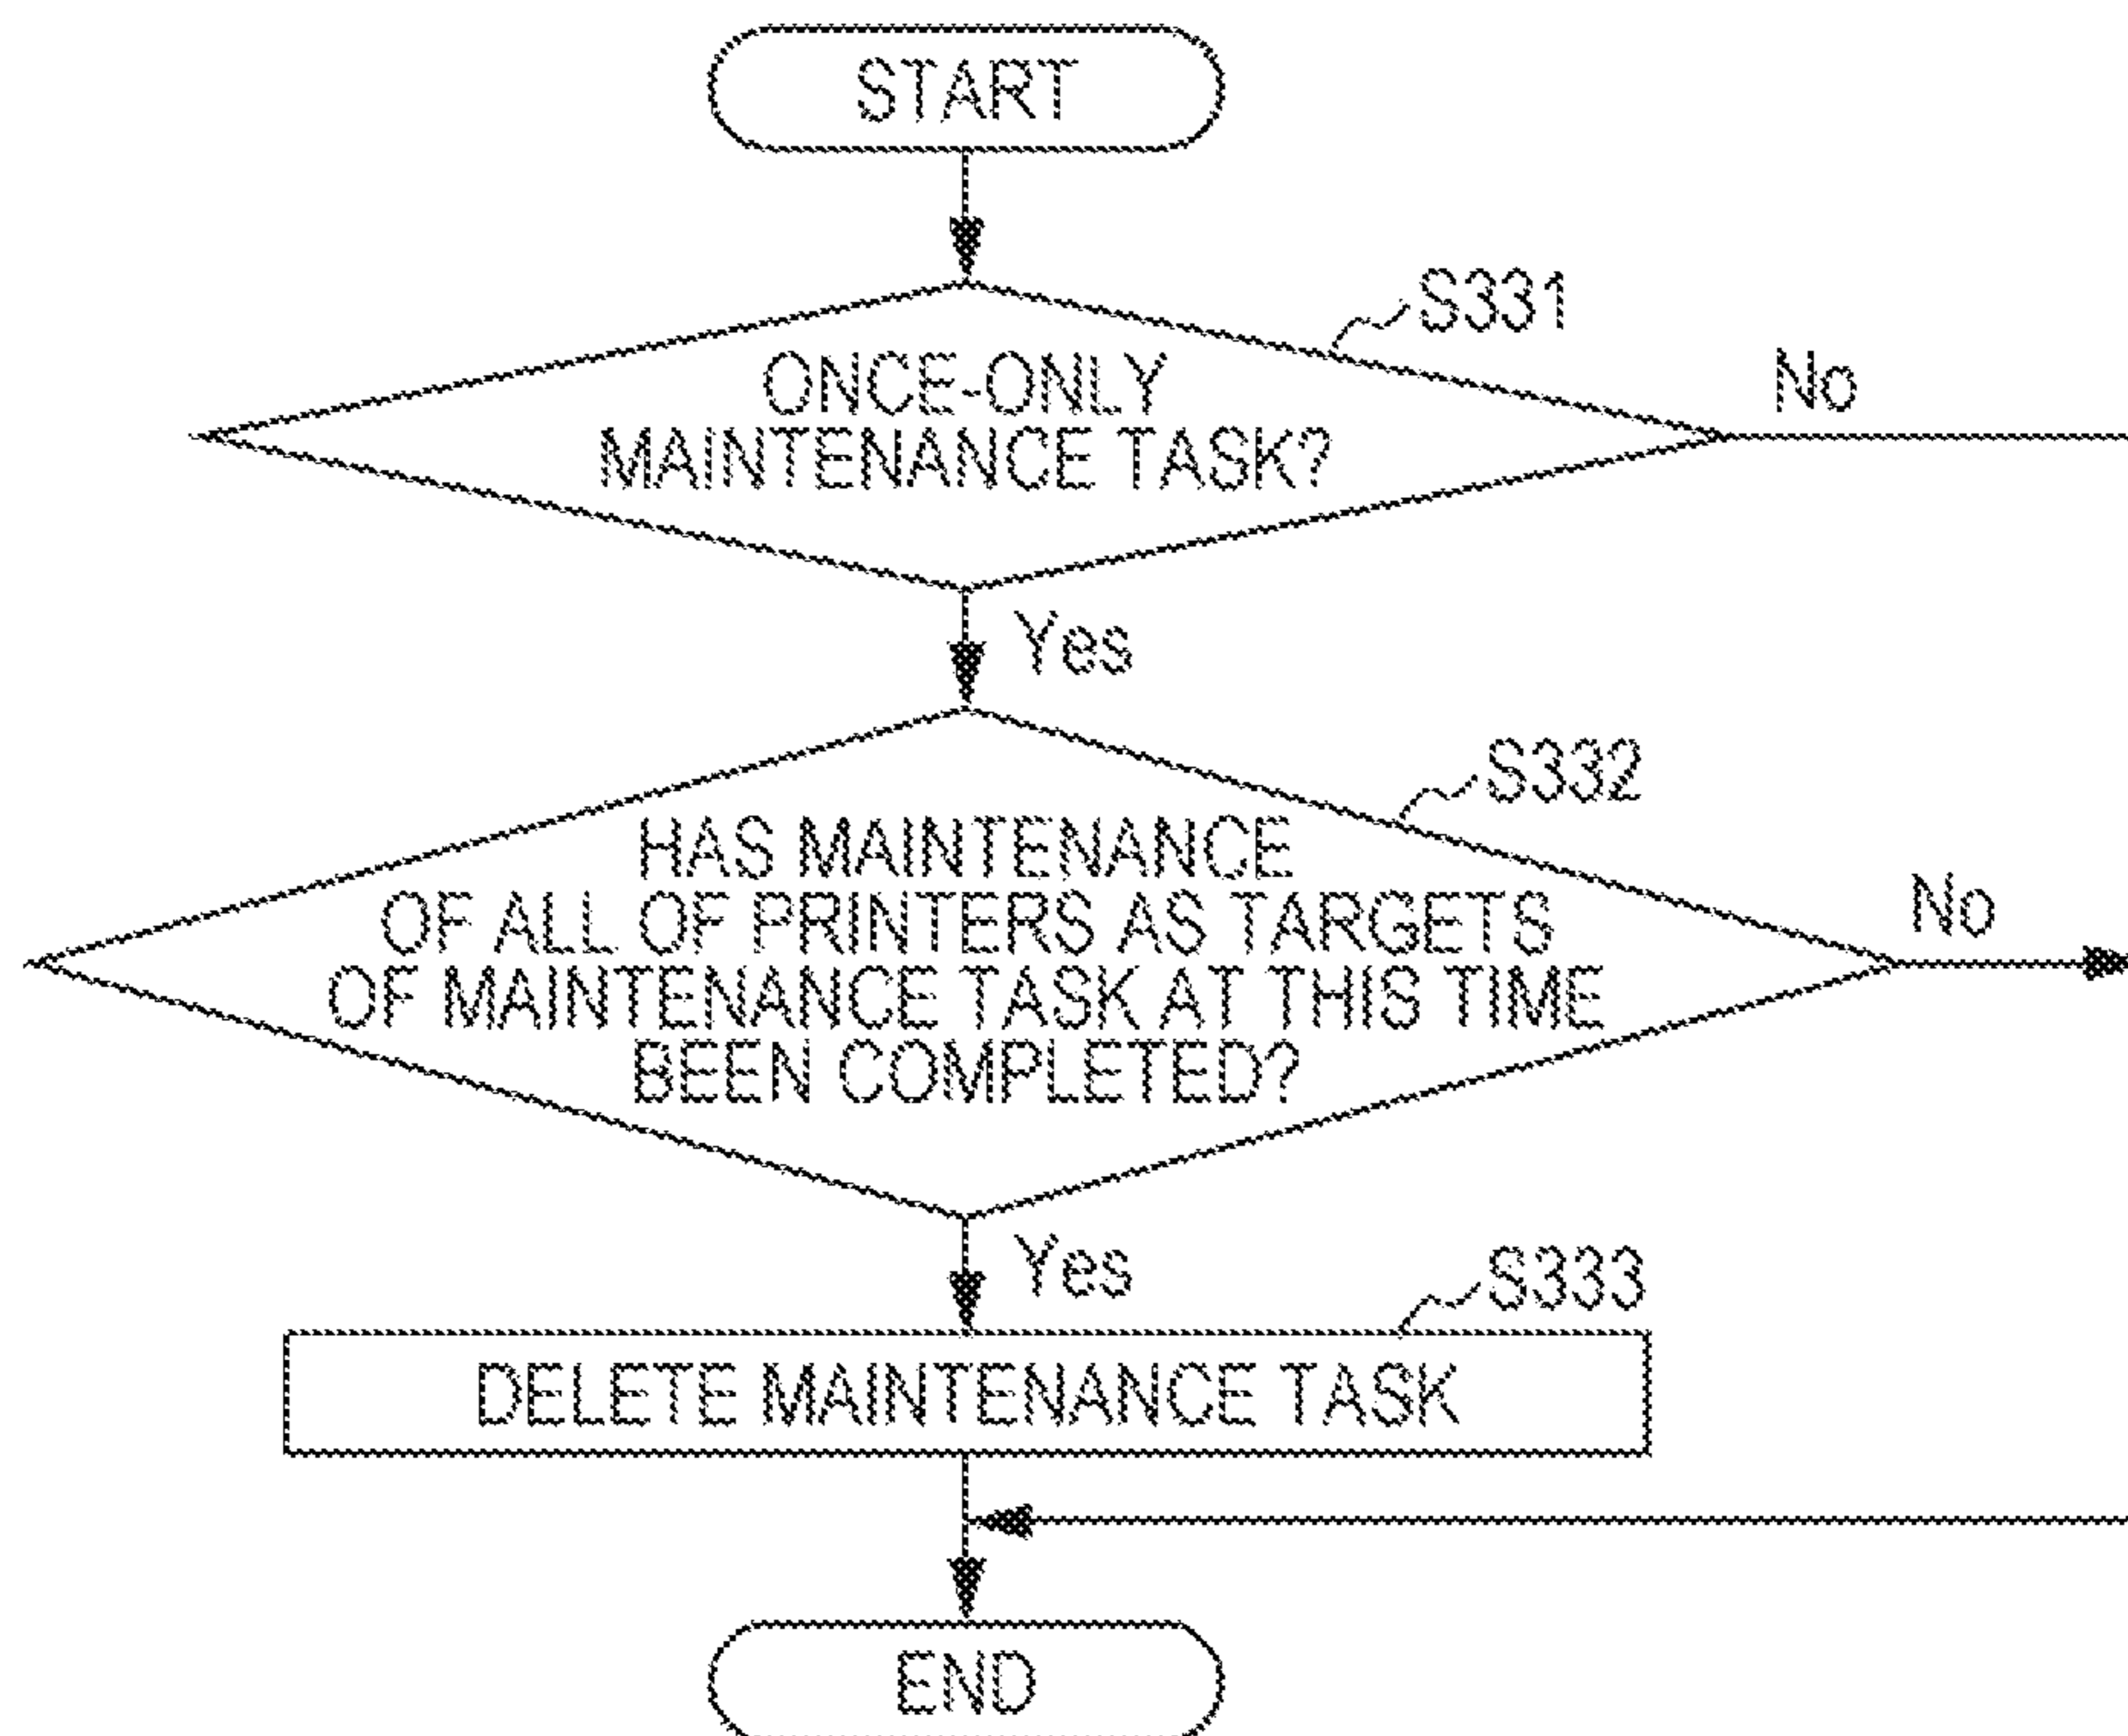 START
S331
ONCE-ONLY
MAINTENANCE TASK?
No
Yes
S332
HAS MAINTENANCE
OF ALL OF PRINTERS AS TARGETS
OF MAINTENANCE TASK AT THIS TIME
BEEN COMPLETED?
No
Yes
S333
DELETE MAINTENANCE TASK
END